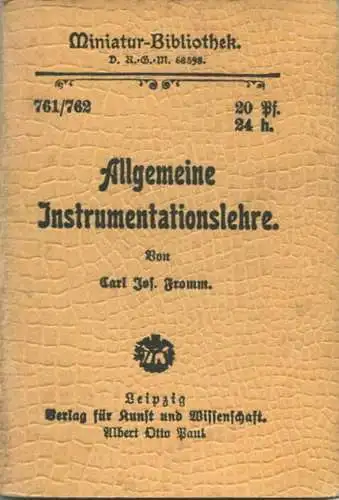 Miniatur-Bibliothek.
D. R.-G.-M. 68598.
761/762 20 Pf.
24 h.
Allgemeine
Instrumentationslehre.
Von
Carl Jos. Fromm.
Leipzig
Verlag für Kunst und Wissenschaft.
Albert Otto Paul